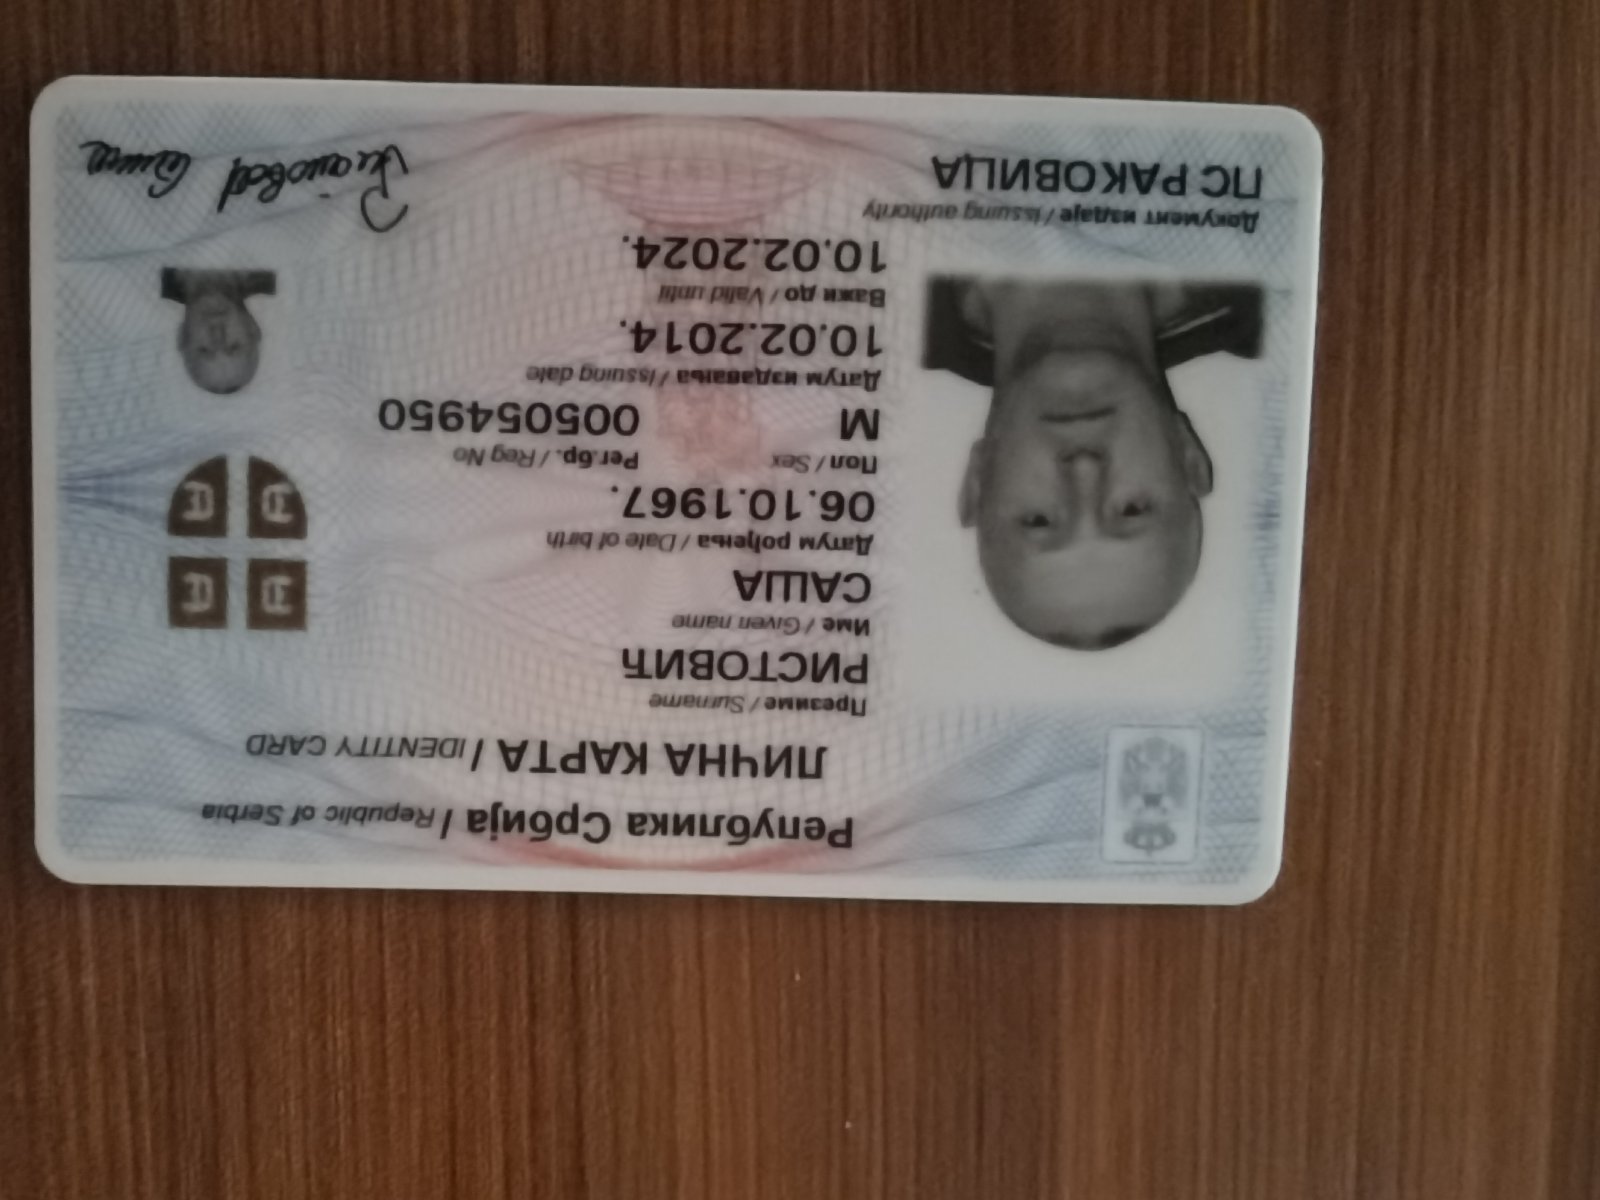 Република Србија / Republic of Serbia
ЛИЧНА КАРТА / IDENTITY CARD
Презиме / Surname
РИСТОВИЋ
Име / Given name
САША
Датум рођења / Date of birth
06.10.1967.
Пол / Sex Рег.бр. / Reg No
М 005054950
Датум издавања / Issuing date
10.02.2014.
Важи до / Valid until
10.02.2024.
Документ издаје / Issuing authority
ПС РАКОВИЦА